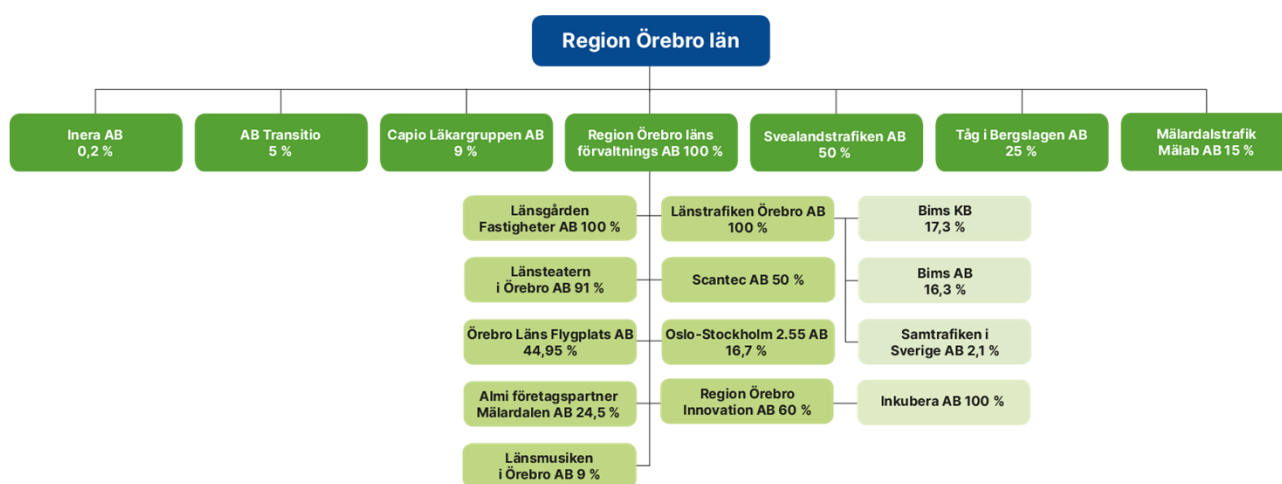 Region Örebro län
Inera AB
0,2 %
AB Transitio
5 %
Capio Läkargruppen AB
9 %
Region Örebro läns
förvaltnings AB 100 %
Svealandstrafiken AB
50 %
Tåg i Bergslagen AB
25 %
Mälardalstrafik
Mälab AB 15 %
Länsgården
Fastigheter AB 100 %
Länstrafiken Örebro AB
100 %
Bims KB
17,3 %
Länsteatern
i Örebro AB 91 %
Scantec AB 50 %
Bims AB
16,3 %
Örebro Läns Flygplats AB
44,95 %
Oslo-Stockholm 2.55 AB
16,7 %
Samtrafiken i
Sverige AB 2,1 %
Almi företagspartner
Mälardalen AB 24,5 %
Region Örebro
Innovation AB 60 %
Inkubera AB 100 %
Länsmusiken
i Örebro AB 9 %